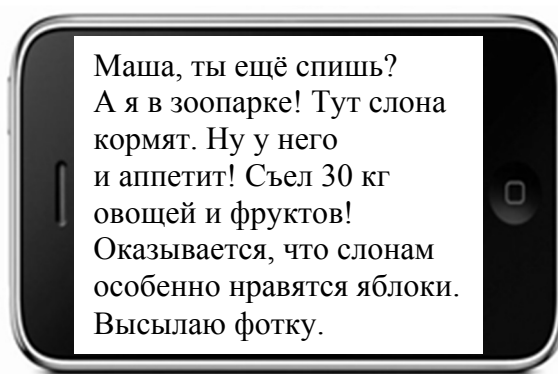 Маша, ты ещё спишь?
А я в зоопарке! Тут слона
кормят. Ну у него
и аппетит! Съел 30 кг
овощей и фруктов!
Оказывается, что слонам
особенно нравятся яблоки.
Высылаю фотку.